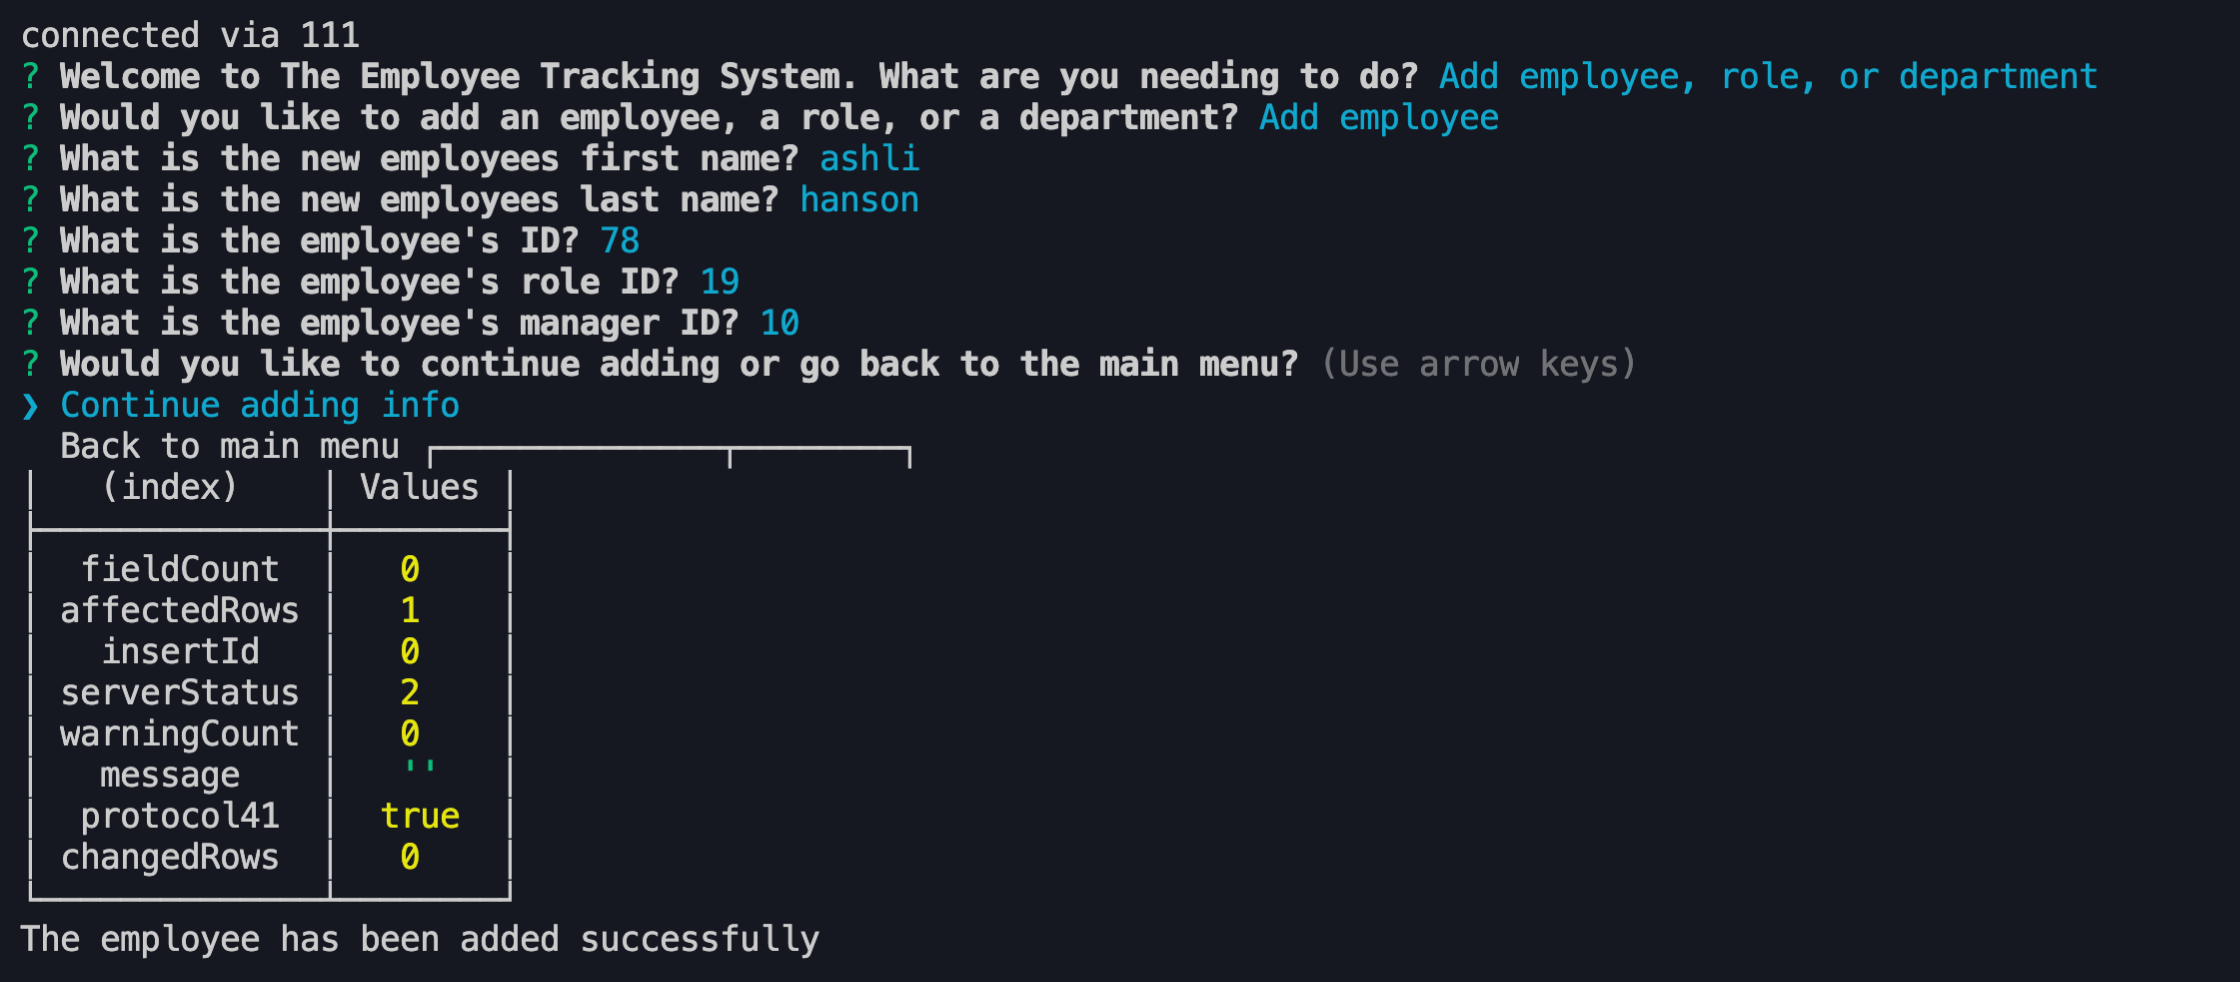 connected via 111
? Welcome to The Employee Tracking System. What are you needing to do? Add employee, role, or department
? Would you like to add an employee, a role, or a department? Add employee
? What is the new employees first name? ashli
? What is the new employees last name? hanson
? What is the employee's ID? 78
? What is the employee's role ID? 19
? What is the employee's manager ID? 10
? Would you like to continue adding or go back to the main menu? (Use arrow keys)
❯ Continue adding info
Back to main menu
(index) Values
fieldCount 0
affectedRows 1
insertId 0
serverStatus 2
warningCount 0
message ''
protocol41 true
changedRows 0
The employee has been added successfully